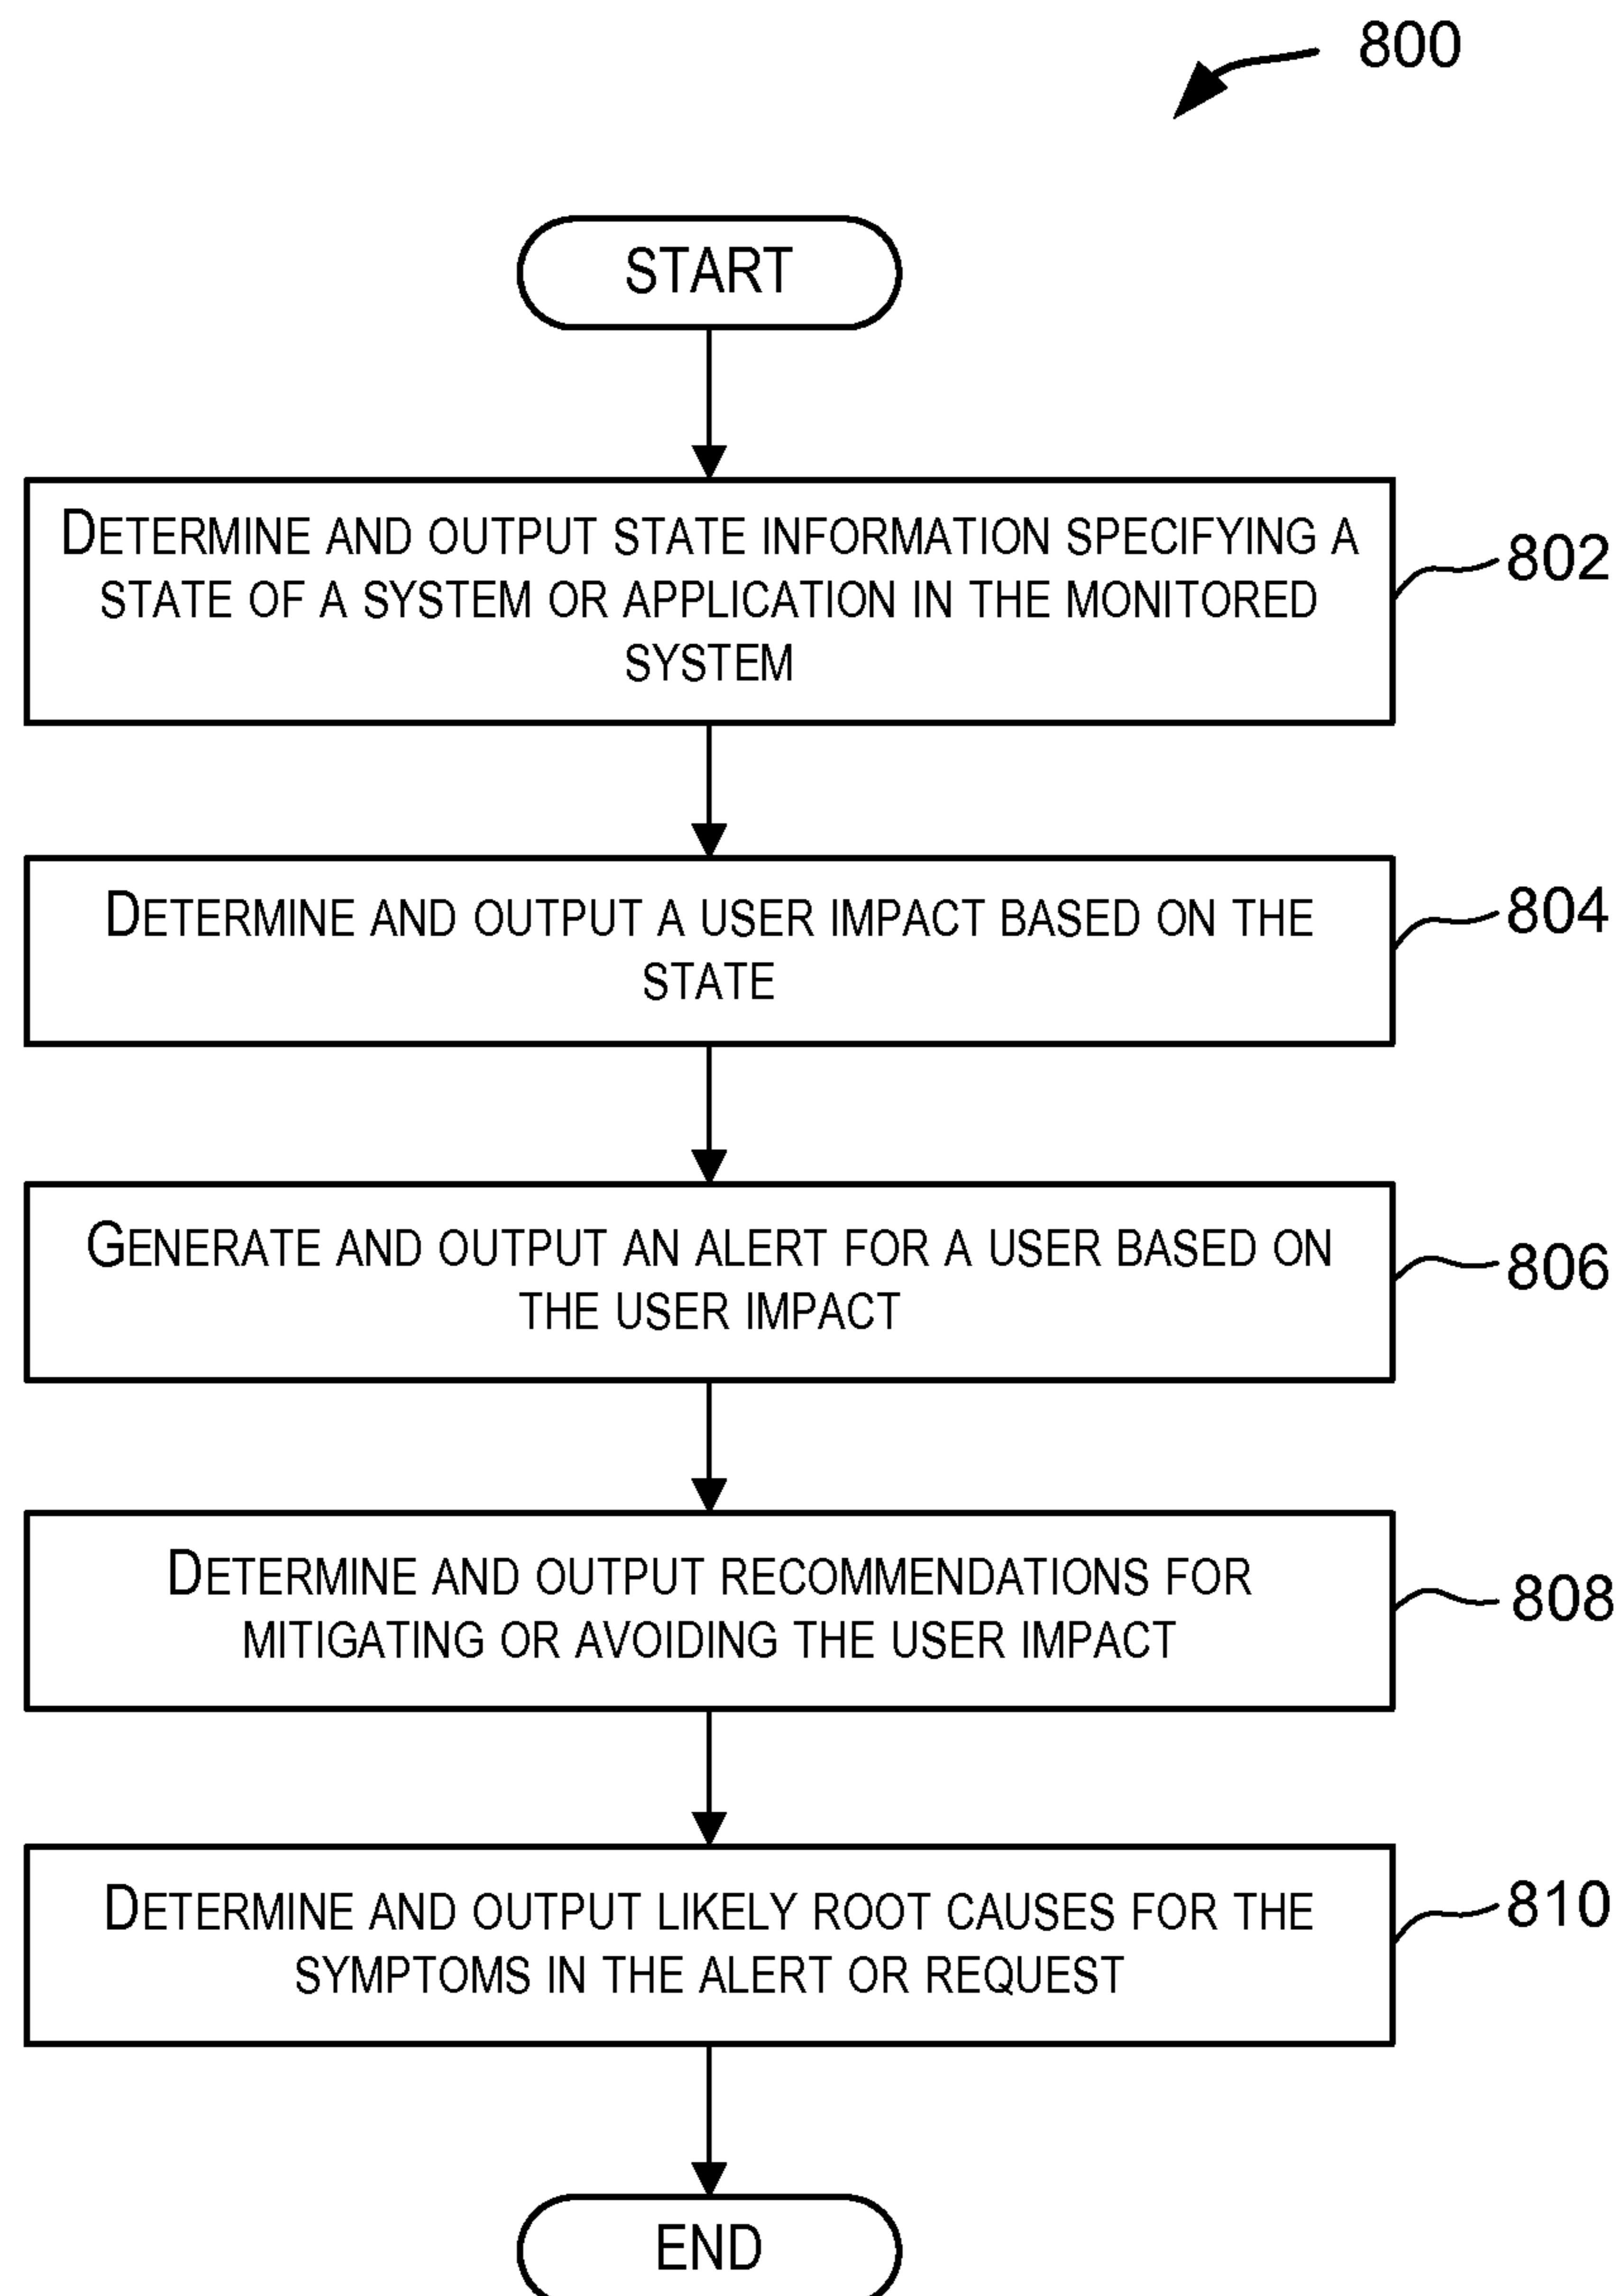 800
START
DETERMINE AND OUTPUT STATE INFORMATION SPECIFYING A
STATE OF A SYSTEM OR APPLICATION IN THE MONITORED
SYSTEM
802
DETERMINE AND OUTPUT A USER IMPACT BASED ON THE
STATE
804
GENERATE AND OUTPUT AN ALERT FOR A USER BASED ON
THE USER IMPACT
806
DETERMINE AND OUTPUT RECOMMENDATIONS FOR
MITIGATING OR AVOIDING THE USER IMPACT
808
DETERMINE AND OUTPUT LIKELY ROOT CAUSES FOR THE
SYMPTOMS IN THE ALERT OR REQUEST
810
END